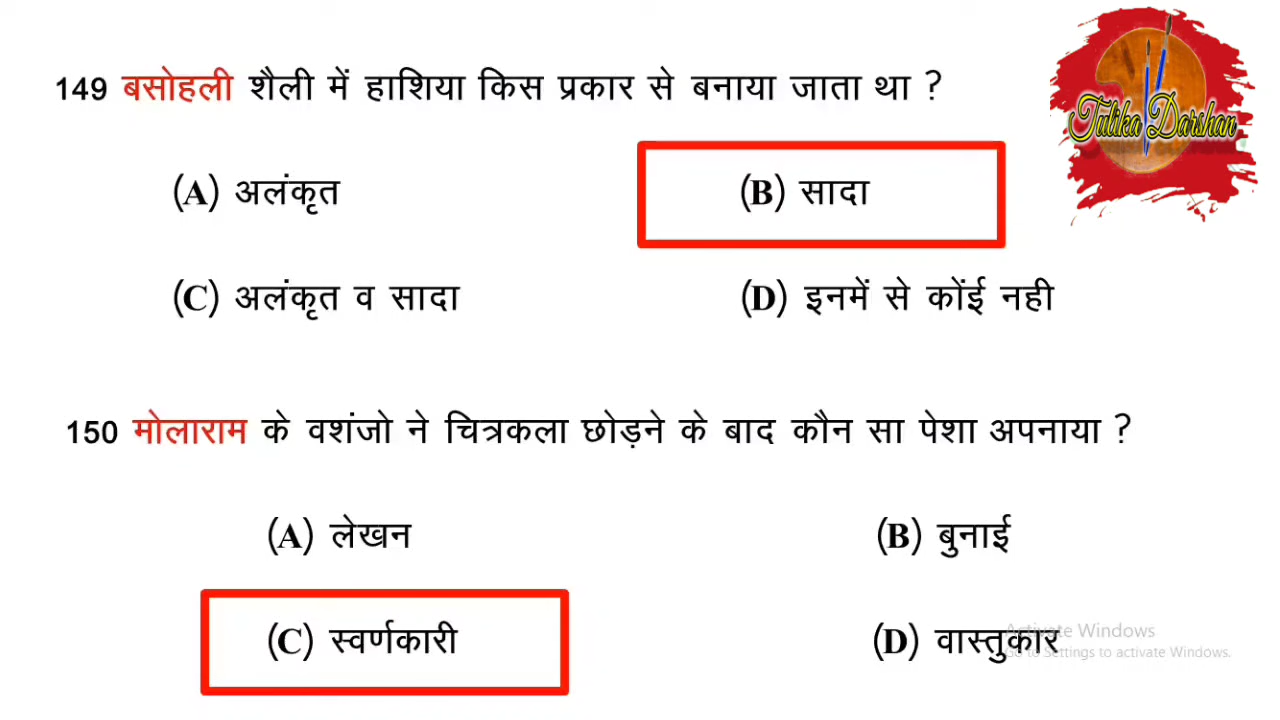 149 बसोहली शैली में हाशिया किस प्रकार से बनाया जाता था ?
Tulika Darshan
(A) अलंकृत
(B) सादा
(C) अलंकृत व सादा
(D) इनमें से कोंई नही
150 मोलाराम के वशंजो ने चित्रकला छोड़ने के बाद कौन सा पेशा अपनाया ?
(A) लेखन
(B) बुनाई
(C) स्वर्णकारी
(D) वास्तुकार
Activate Windows
Go to Settings to activate Windows.